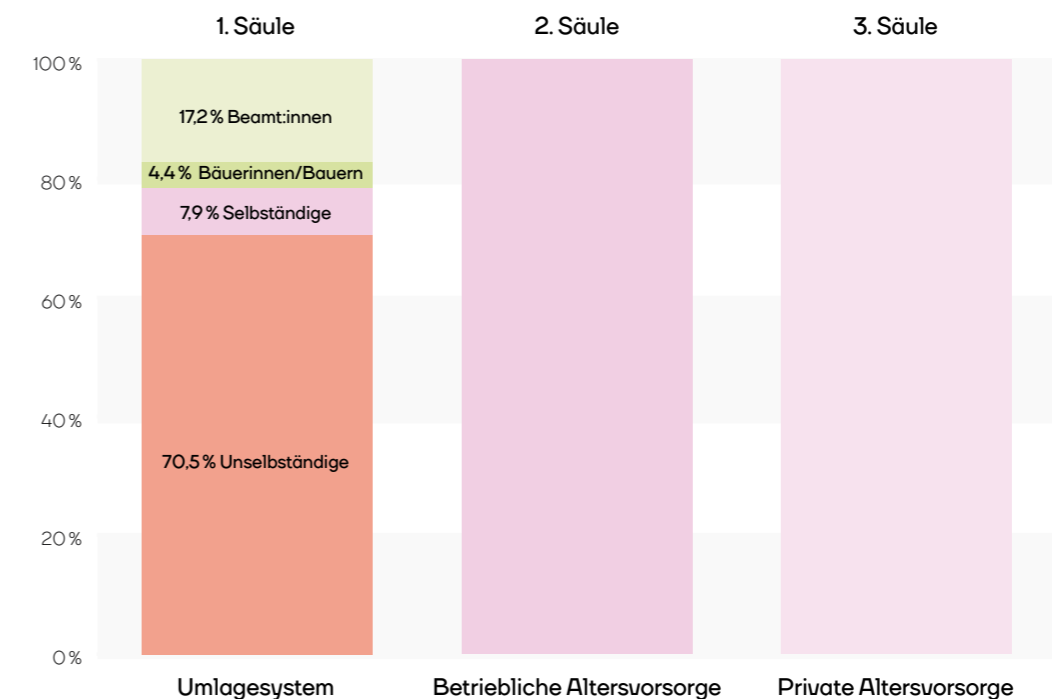 1. Säule
2. Säule
3. Säule
100 %
80 %
60 %
40 %
20 %
0 %
17,2 % Beamt:innen
4,4 % Bäuerinnen/Bauern
7,9 % Selbständige
70,5 % Unselbständige
Umlagesystem
Betriebliche Altersvorsorge
Private Altersvorsorge